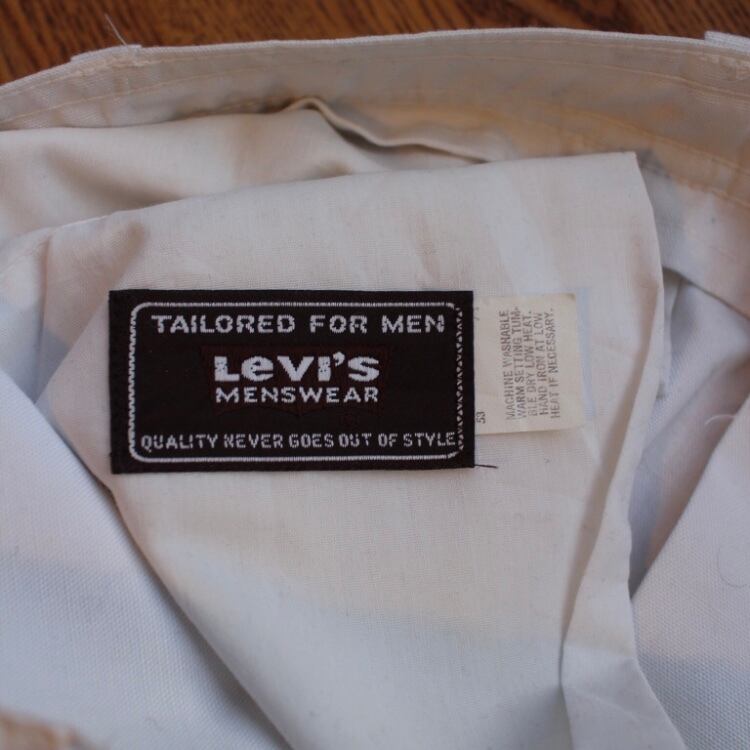 TAILORED FOR MEN
Levi's
MENSWEAR
QUALITY NEVER GOES OUT OF STYLE
MACHINE WASHABLE
WARM SETTING TUM-
BLE DRY LOW HEAT.
HAND IRON AT LOW
HEAT IF NECESSARY.
53